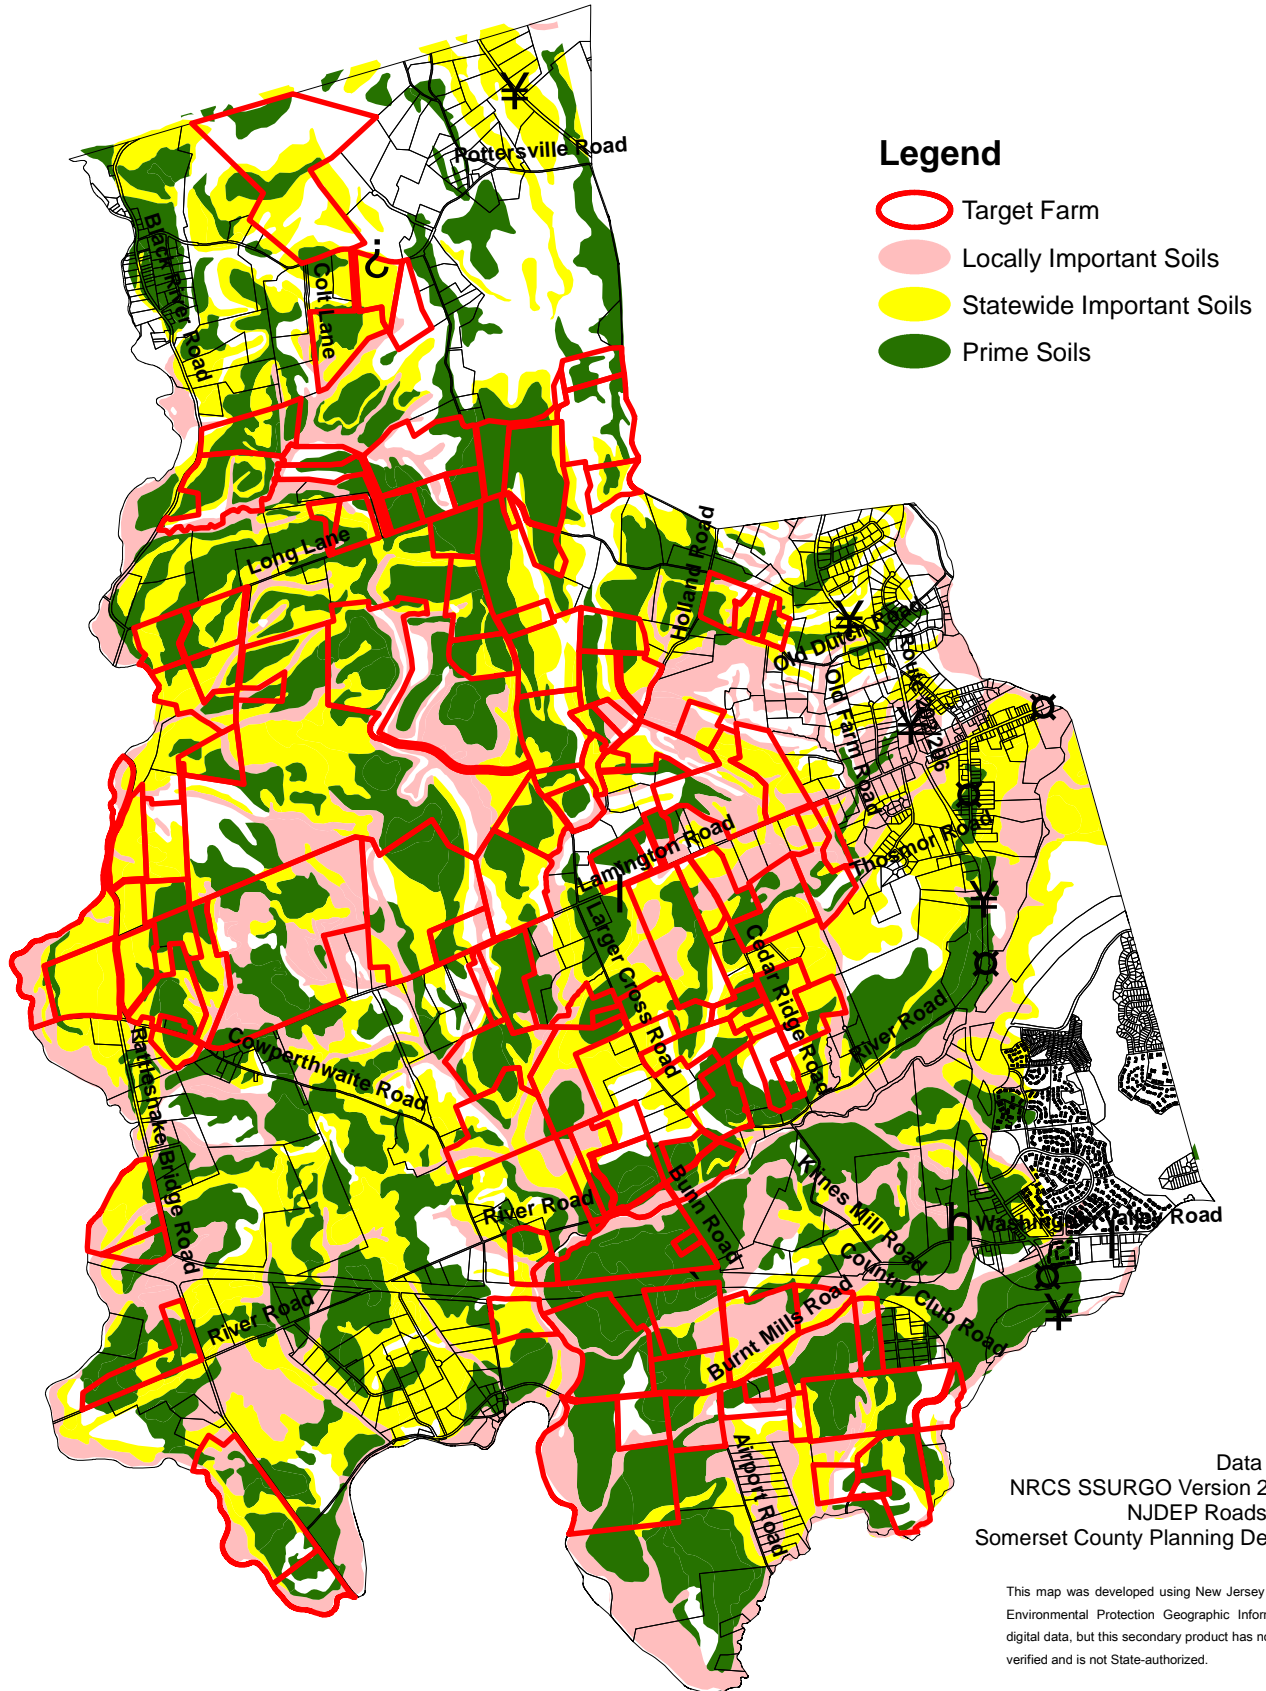 Pottersville Road
Legend
Target Farm
Locally Important Soils
Statewide Important Soils
Prime Soils
Black River Road
Colt Lane
Long Lane
Holland Road
Old Dutch Road
Old Farm Road
Lamington Road
Thosmor Road
Larger Cross Road
Cedar Ridge Road
River Road
Cowperthwaite Road
Rattlesnake Bridge Road
Klines Mill Road
Bunn Road
River Road
Country Club Road
River Road
Burnt Mills Road
Airport Road
Data
NRCS SSURGO Version 2
NJDEP Roads
Somerset County Planning De
This map was developed using New Jersey
Environmental Protection Geographic Infor
digital data, but this secondary product has no
verified and is not State-authorized.